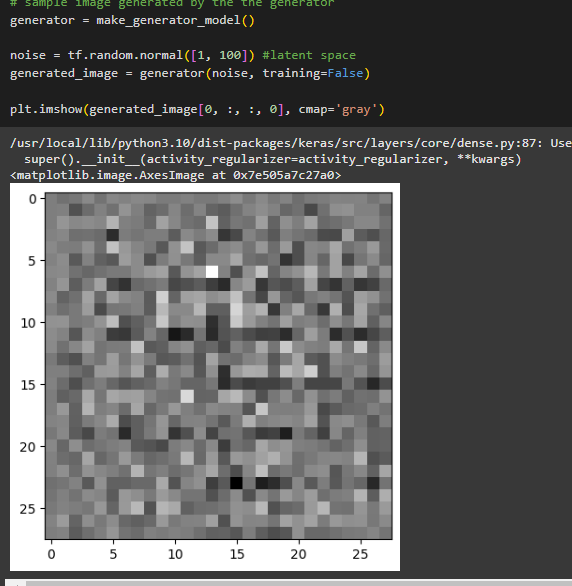 # sample image generated by the the generator
generator = make_generator_model()
noise = tf.random.normal([1, 100]) #latent space
generated_image = generator(noise, training=False)
plt.imshow(generated_image[0, :, :, 0], cmap='gray')
/usr/local/lib/python3.10/dist-packages/keras/src/layers/core/dense.py:87: Use
super().__init__(activity_regularizer=activity_regularizer, **kwargs)
<matplotlib.image.AxesImage at 0x7e505a7c27a0>
0
5
10
15
20
25
0 5 10 15 20 25